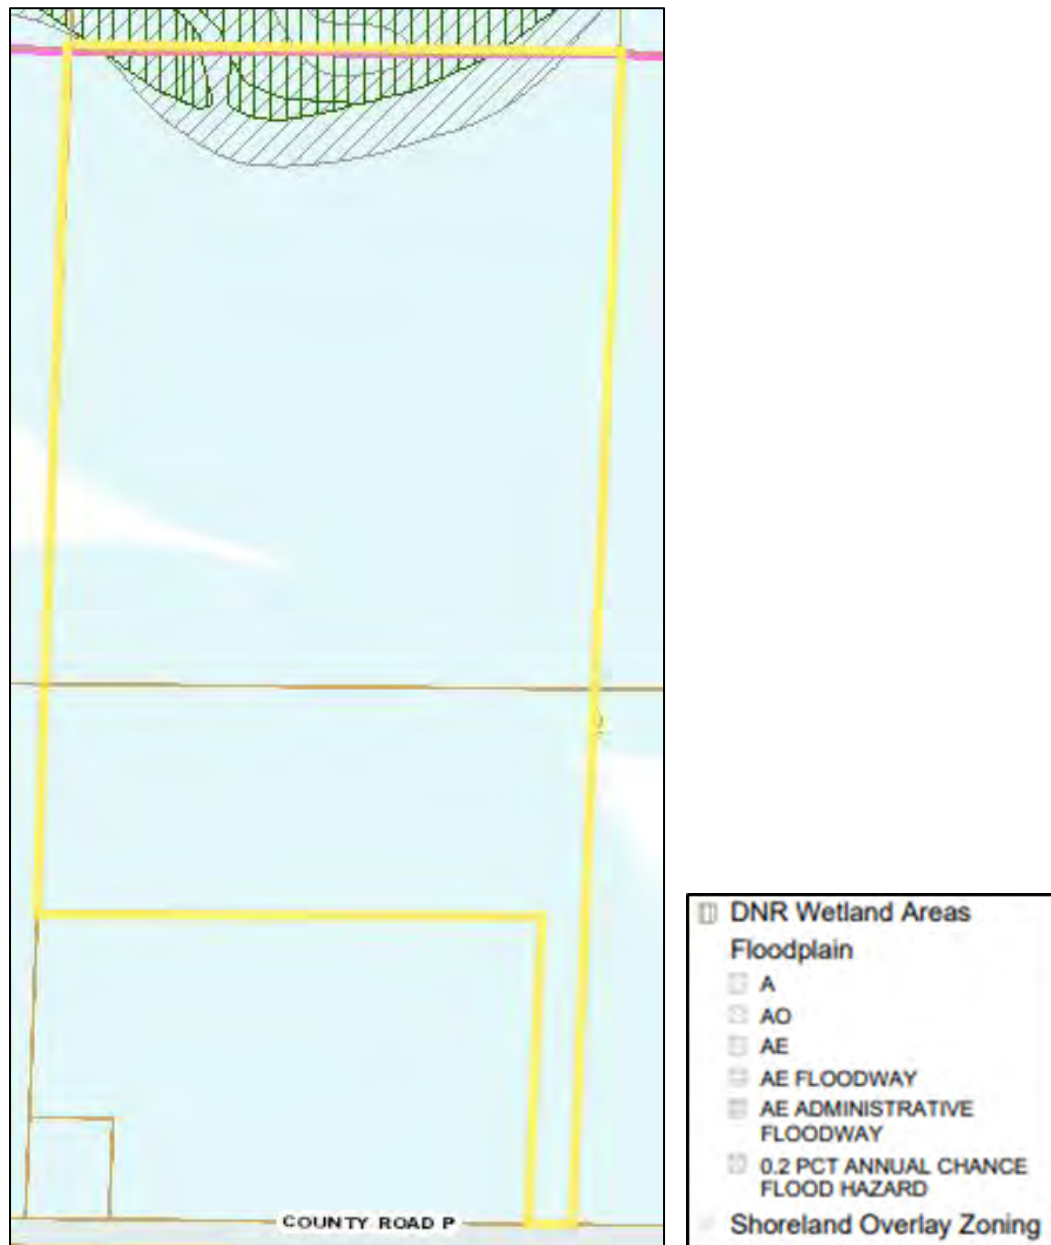 COUNTY ROAD P
DNR Wetland Areas
Floodplain
A
AO
AE
AE FLOODWAY
AE ADMINISTRATIVE
FLOODWAY
0.2 PCT ANNUAL CHANCE
FLOOD HAZARD
Shoreland Overlay Zoning